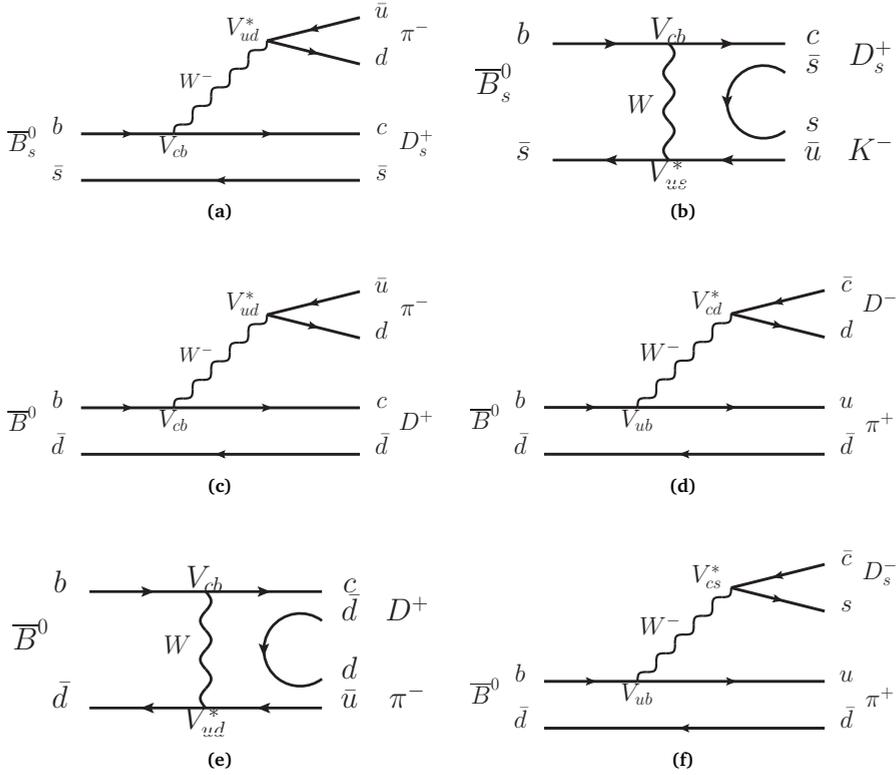 V*ud ū π⁻
d
W⁻
B̅⁰s b c D⁺s
Vcb
s̄ s̄
(a)
b Vcb c
s̄ D⁺s
B̅⁰s
W
s
s̄ ū K⁻
V*us
(b)
V*ud ū π⁻
d
W⁻
b c
B̅⁰ Vcb D⁺
d̄ d̄
(c)
V*cd c̄ D⁻
d
W⁻
b u
B̅⁰ Vub π⁺
d̄ d̄
(d)
b Vcb c
d̄ D⁺
B̅⁰
W
d
d̄ ū π⁻
V*ud
(e)
V*cs c̄ D⁻s
s
W⁻
b u
B̅⁰ Vub π⁺
d̄ d̄
(f)